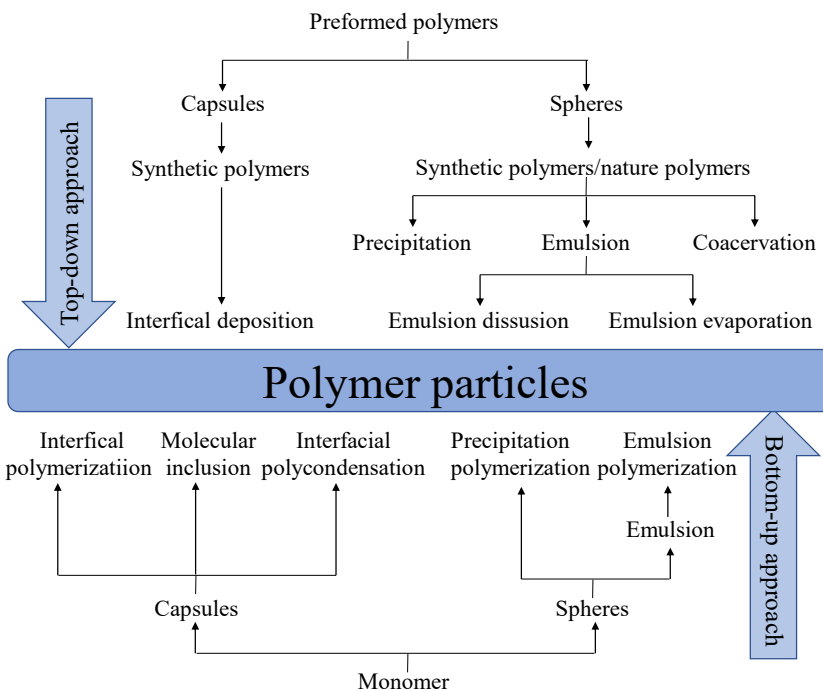 Preformed polymers
Capsules
Spheres
Top-down approach
Synthetic polymers
Synthetic polymers/nature polymers
Precipitation
Emulsion
Coacervation
Interfical deposition
Emulsion dissusion
Emulsion evaporation
Polymer particles
Interfical
polymerizatiion
Molecular
inclusion
Interfacial
polycondensation
Precipitation
polymerization
Emulsion
polymerization
Bottom-up approach
Emulsion
Capsules
Spheres
Monomer